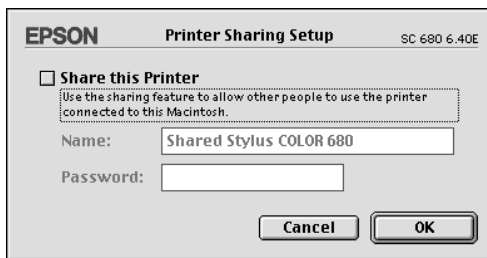 EPSON Printer Sharing Setup SC 680 6.40E
Share this Printer
Use the sharing feature to allow other people to use the printer
connected to this Macintosh.
Name: Shared Stylus COLOR 680
Password:
Cancel OK